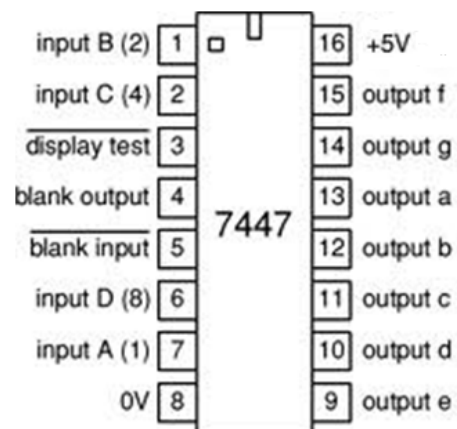 input B (2) 1 16 +5V
input C (4) 2 15 output f
display test 3 14 output g
blank output 4 13 output a
7447
blank input 5 12 output b
input D (8) 6 11 output c
input A (1) 7 10 output d
0V 8 9 output e